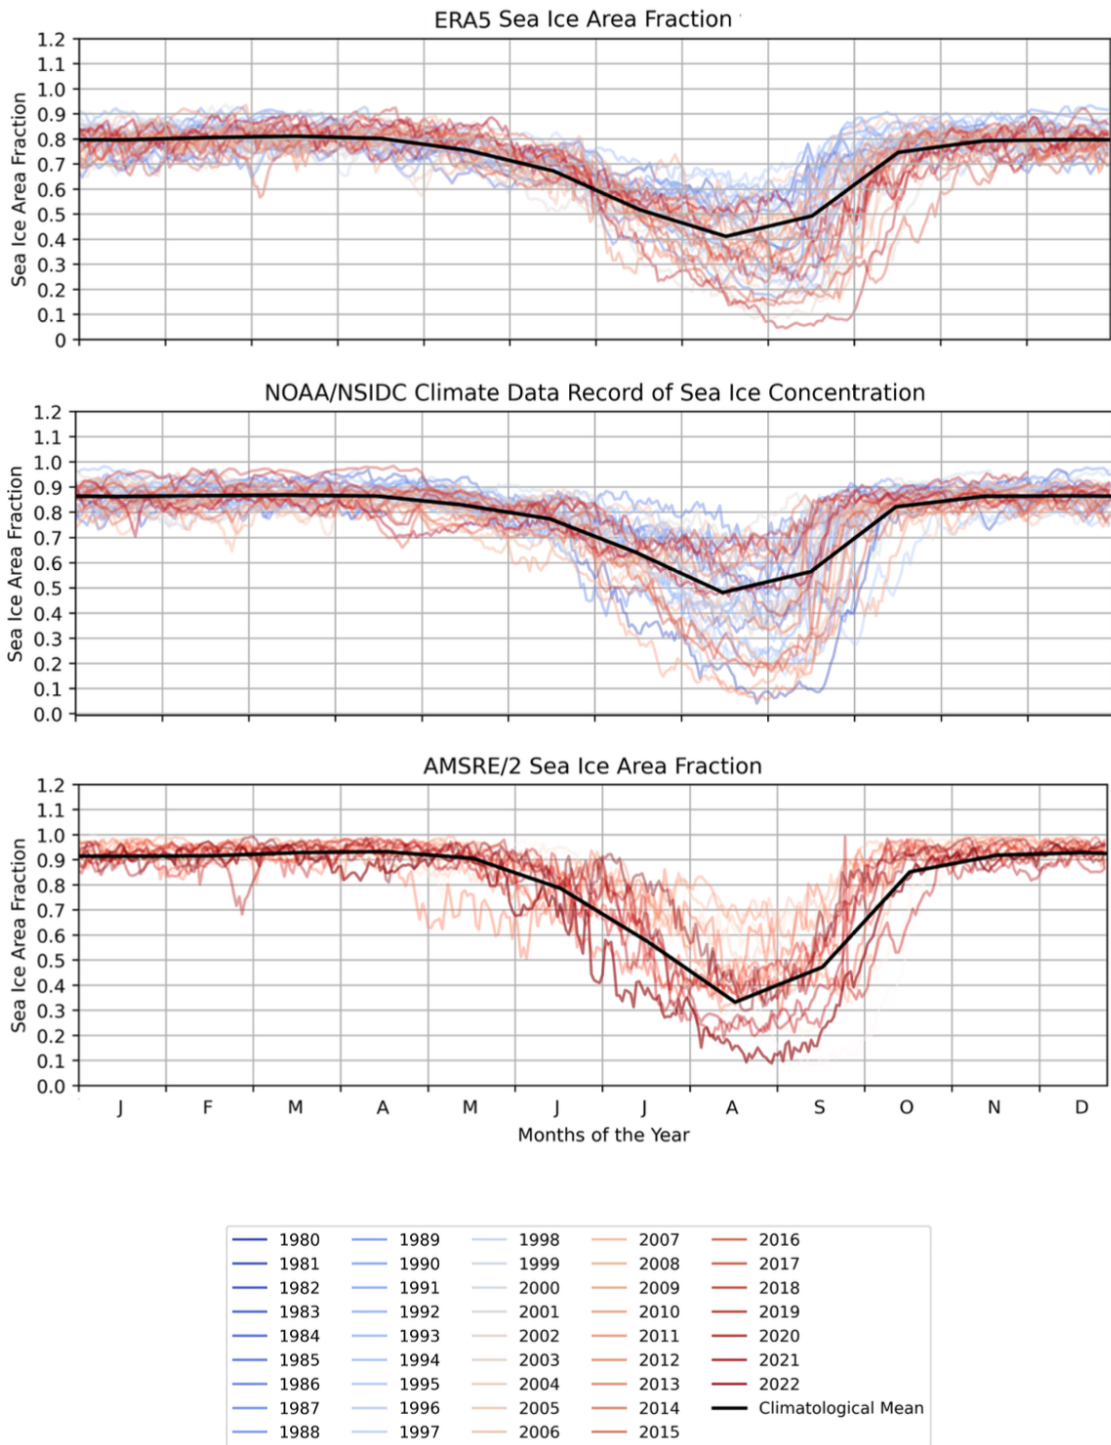 ERA5 Sea Ice Area Fraction
1.2
1.1
1.0
0.9
0.8
0.7
0.6
0.5
0.4
0.3
0.2
0.1
0
Sea Ice Area Fraction
NOAA/NSIDC Climate Data Record of Sea Ice Concentration
1.2
1.1
1.0
0.9
0.8
0.7
0.6
0.5
0.4
0.3
0.2
0.1
0.0
Sea Ice Area Fraction
AMSRE/2 Sea Ice Area Fraction
1.2
1.1
1.0
0.9
0.8
0.7
0.6
0.5
0.4
0.3
0.2
0.1
0.0
Sea Ice Area Fraction
J F M A M J J A S O N D
Months of the Year
1980 1989 1998 2007 2016
1981 1990 1999 2008 2017
1982 1991 2000 2009 2018
1983 1992 2001 2010 2019
1984 1993 2002 2011 2020
1985 1994 2003 2012 2021
1986 1995 2004 2013 2022
1987 1996 2005 2014 Climatological Mean
1988 1997 2006 2015